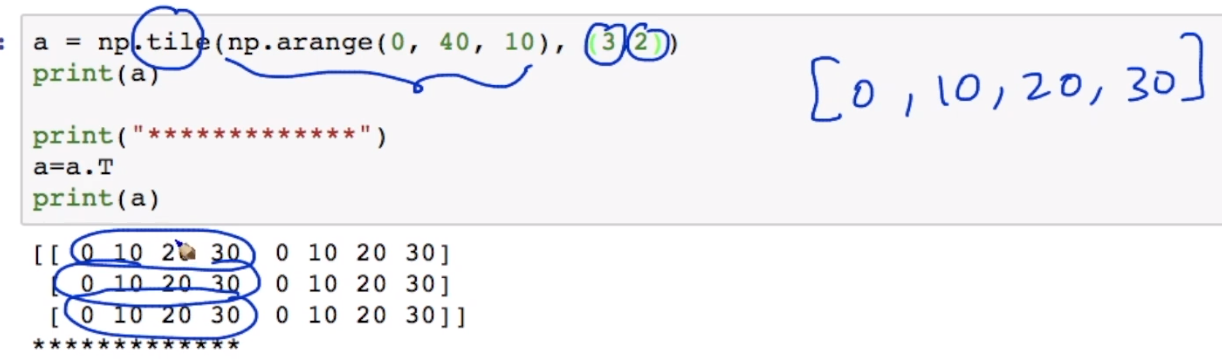 a = np.tile(np.arange(0, 40, 10), (3,2))
[0, 10, 20, 30]
print(a)
print("*************")
a=a.T
print(a)
[[ 0 10 20 30 0 10 20 30]
[ 0 10 20 30 0 10 20 30]
[ 0 10 20 30 0 10 20 30]]
*************